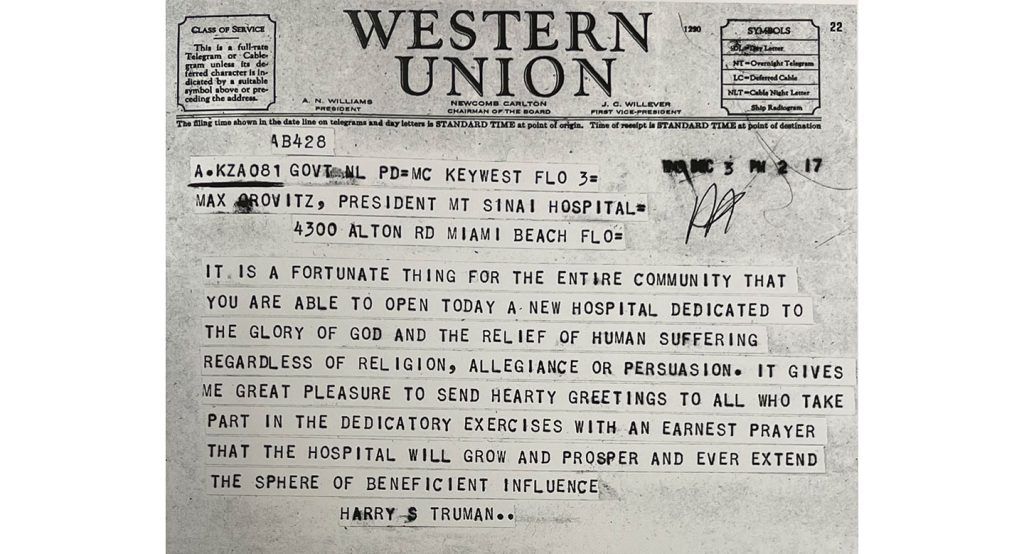 CLASS OF SERVICE
This is a full-rate
Telegram or Cable-
gram unless its de-
ferred character is in-
dicated by a suitable
symbol above or pre-
ceding the address.
WESTERN
UNION
A. N. WILLIAMS
PRESIDENT
NEWCOMB CARLTON
CHAIRMAN OF THE BOARD
J. C. WILLEVER
FIRST VICE-PRESIDENT
1290
SYMBOLS
DL=Day Letter
NT=Overnight Telegram
LC=Deferred Cable
NLT=Cable Night Letter
Ship Radiogram
22
The filing time shown in the date line on telegrams and day letters is STANDARD TIME at point of origin. Time of receipt is STANDARD TIME at point of destination
AB428
A.KZA081 GOVT NL PD=MC KEYWEST FLO 3=
DEC 3 PM 2 17
MAX OROVITZ, PRESIDENT MT SINAI HOSPITAL=
4300 ALTON RD MIAMI BEACH FLO=
IT IS A FORTUNATE THING FOR THE ENTIRE COMMUNITY THAT
YOU ARE ABLE TO OPEN TODAY A NEW HOSPITAL DEDICATED TO
THE GLORY OF GOD AND THE RELIEF OF HUMAN SUFFERING
REGARDLESS OF RELIGION, ALLEGIANCE OR PERSUASION. IT GIVES
ME GREAT PLEASURE TO SEND HEARTY GREETINGS TO ALL WHO TAKE
PART IN THE DEDICATORY EXERCISES WITH AN EARNEST PRAYER
THAT THE HOSPITAL WILL GROW AND PROSPER AND EVER EXTEND
THE SPHERE OF BENEFICIENT INFLUENCE
HARRY S TRUMAN..